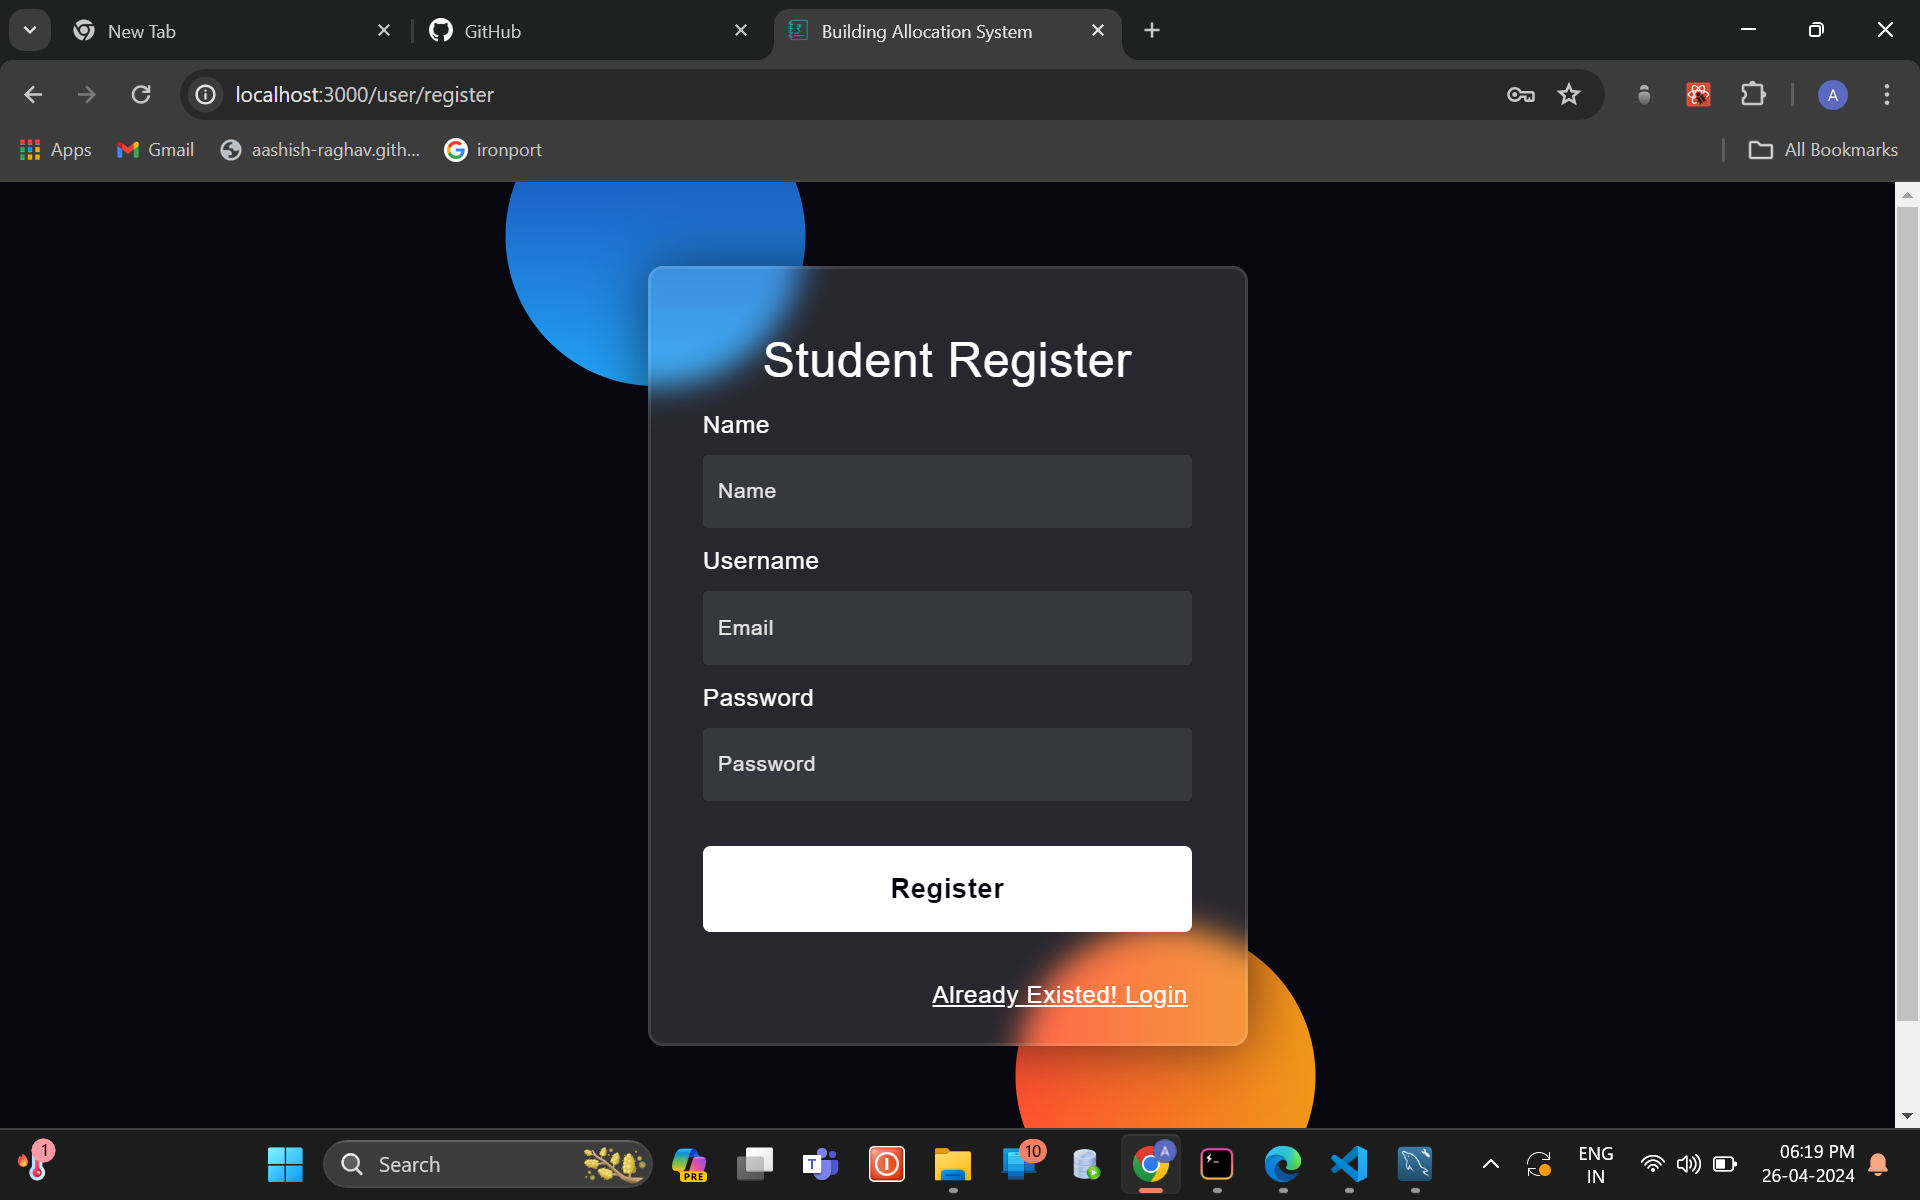 New Tab
GitHub
Building Allocation System
localhost:3000/user/register
A
Apps
Gmail
aashish-raghav.gith...
ironport
All Bookmarks
Student Register
Name
Name
Username
Email
Password
Password
Register
Already Existed! Login
1
Search
PRE
T
10
A
ENG
IN
06:19 PM
26-04-2024